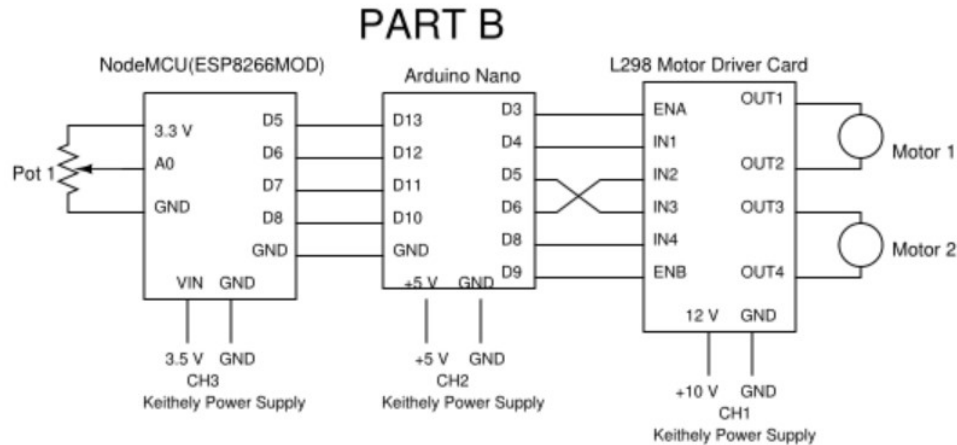 PART B
NodeMCU(ESP8266MOD)
Arduino Nano
L298 Motor Driver Card
Pot 1
3.3 V
A0
GND
D5
D6
D7
D8
GND
VIN GND
3.5 V GND
CH3
Keithely Power Supply
D13
D12
D11
D10
GND
D3
D4
D5
D6
D8
D9
+5 V GND
+5 V GND
CH2
Keithely Power Supply
ENA
IN1
IN2
IN3
IN4
ENB
OUT1
OUT2
OUT3
OUT4
12 V GND
+10 V GND
CH1
Keithely Power Supply
Motor 1
Motor 2